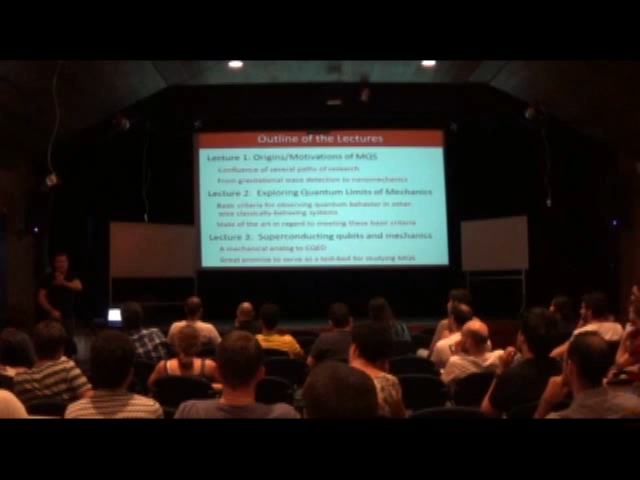 Outline of the Lectures
Lecture 1: Origins/Motivations of MQS
Confluence of several paths of research
From gravitational wave detection to nanomechanics
Lecture 2: Exploring Quantum Limits of Mechanics
Basic criteria for observing quantum behavior in other-
wise classically-behaving systems
State of the art in regard to meeting these basic criteria
Lecture 3: Superconducting qubits and mechanics
A mechanical analog to CQED
Great promise to serve as a test-bed for studying MQS